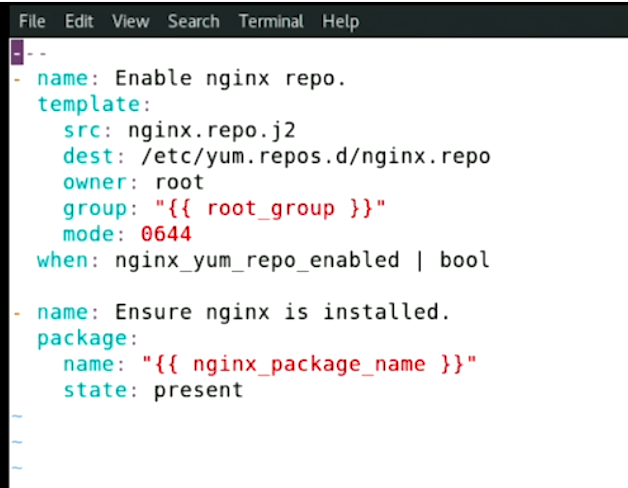 File Edit View Search Terminal Help
---
- name: Enable nginx repo.
  template:
    src: nginx.repo.j2
    dest: /etc/yum.repos.d/nginx.repo
    owner: root
    group: "{{ root_group }}"
    mode: 0644
  when: nginx_yum_repo_enabled | bool

- name: Ensure nginx is installed.
  package:
    name: "{{ nginx_package_name }}"
    state: present
~
~
~